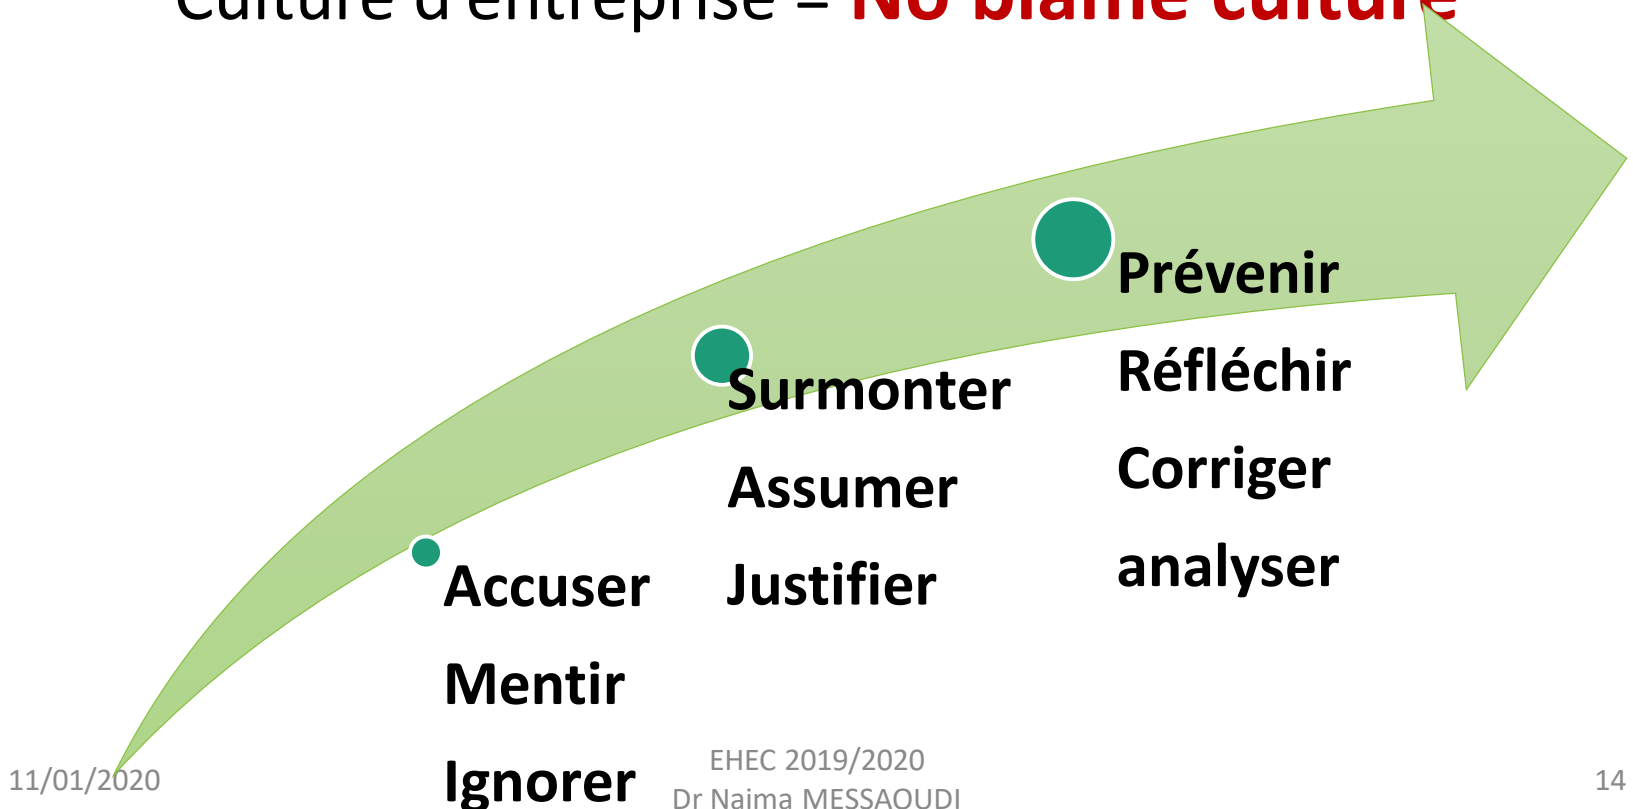 Culture d'entreprise = No blame culture
Accuser
Mentir
Ignorer
Surmonter
Assumer
Justifier
Prévenir
Réfléchir
Corriger
analyser
11/01/2020
EHEC 2019/2020
Dr Naima MESSAOUDI
14